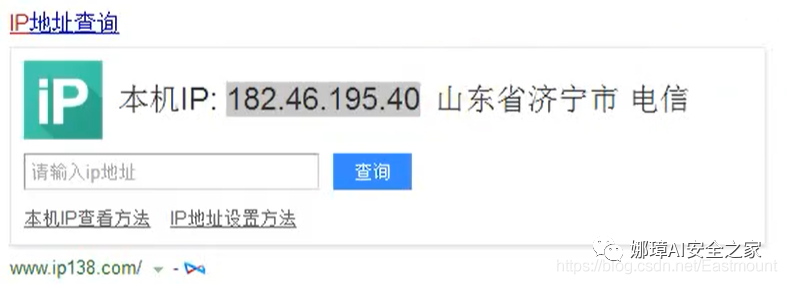 IP地址查询
iP 本机IP: 182.46.195.40 山东省济宁市 电信
请输入ip地址 查询
本机IP查看方法 IP地址设置方法
娜璋AI安全之家
www.ip138.com/ -
https://blog.csdn.net/Eastmount